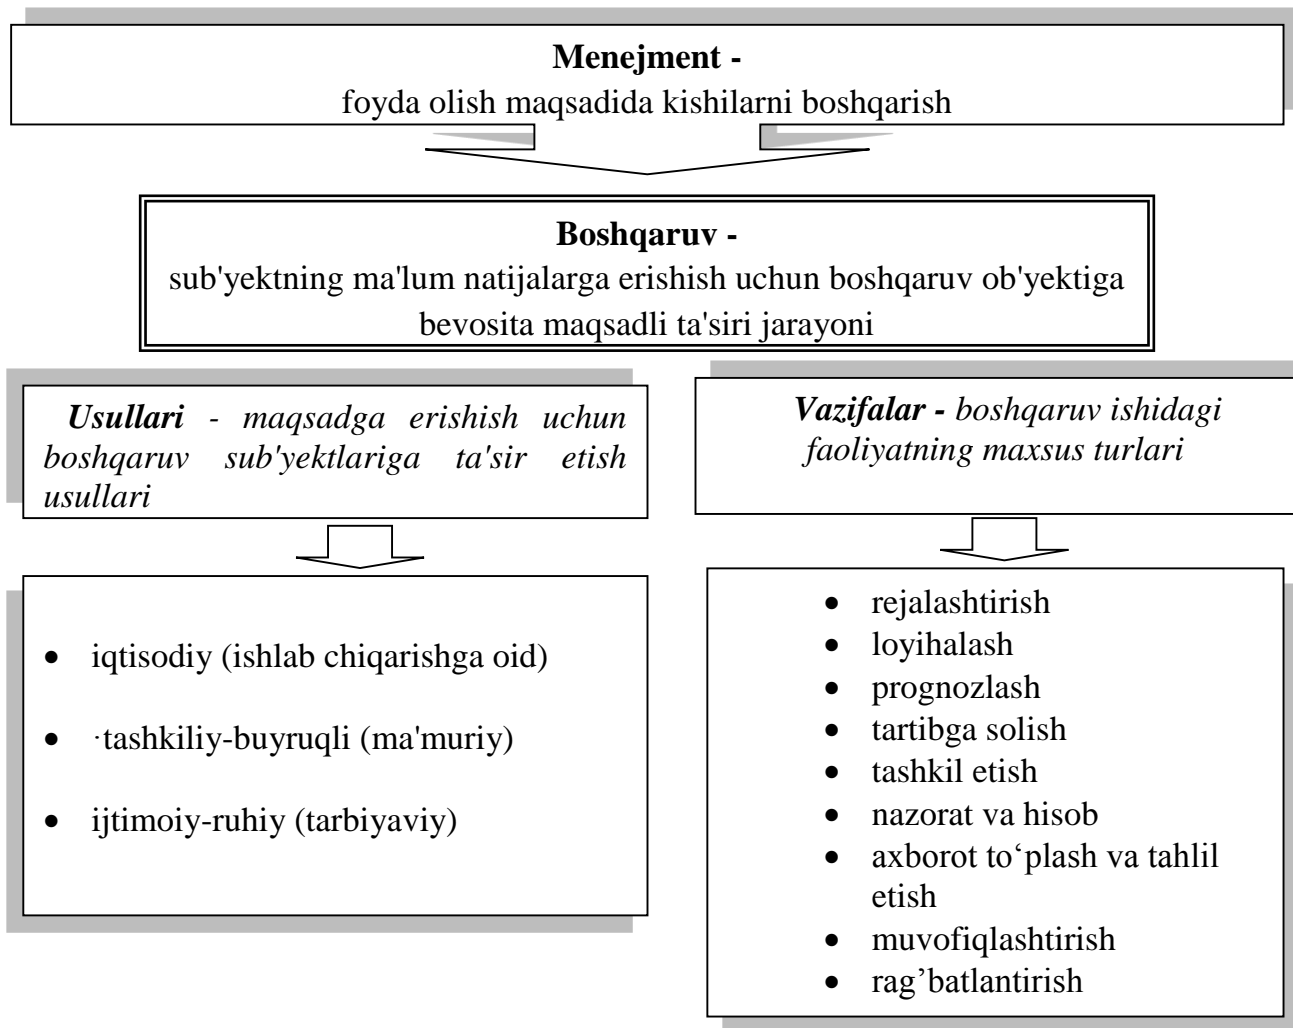 Menejment -
foyda olish maqsadida kishilarni boshqarish
Boshqaruv -
sub'yektning ma'lum natijalarga erishish uchun boshqaruv ob'yektiga
bevosita maqsadli ta'siri jarayoni
Usullari - maqsadga erishish uchun
boshqaruv sub'yektlariga ta'sir etish
usullari
Vazifalar - boshqaruv ishidagi
faoliyatning maxsus turlari
• iqtisodiy (ishlab chiqarishga oid)
• ·tashkiliy-buyruqli (ma'muriy)
• ijtimoiy-ruhiy (tarbiyaviy)
• rejalashtirish
• loyihalash
• prognozlash
• tartibga solish
• tashkil etish
• nazorat va hisob
• axborot to‘plash va tahlil
etish
• muvofiqlashtirish
• rag’batlantirish